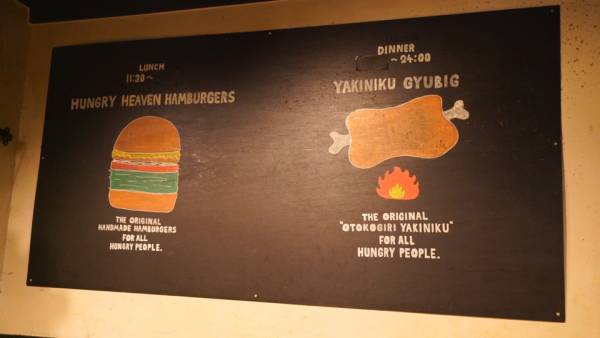 LUNCH
11:30~
HUNGRY HEAVEN HAMBURGERS
THE ORIGINAL
HANDMADE HAMBURGERS
FOR ALL
HUNGRY PEOPLE.
DINNER
~24:00
YAKINIKU GYUBIG
THE ORIGINAL
"OTOKOGIRI YAKINIKU"
FOR ALL
HUNGRY PEOPLE.